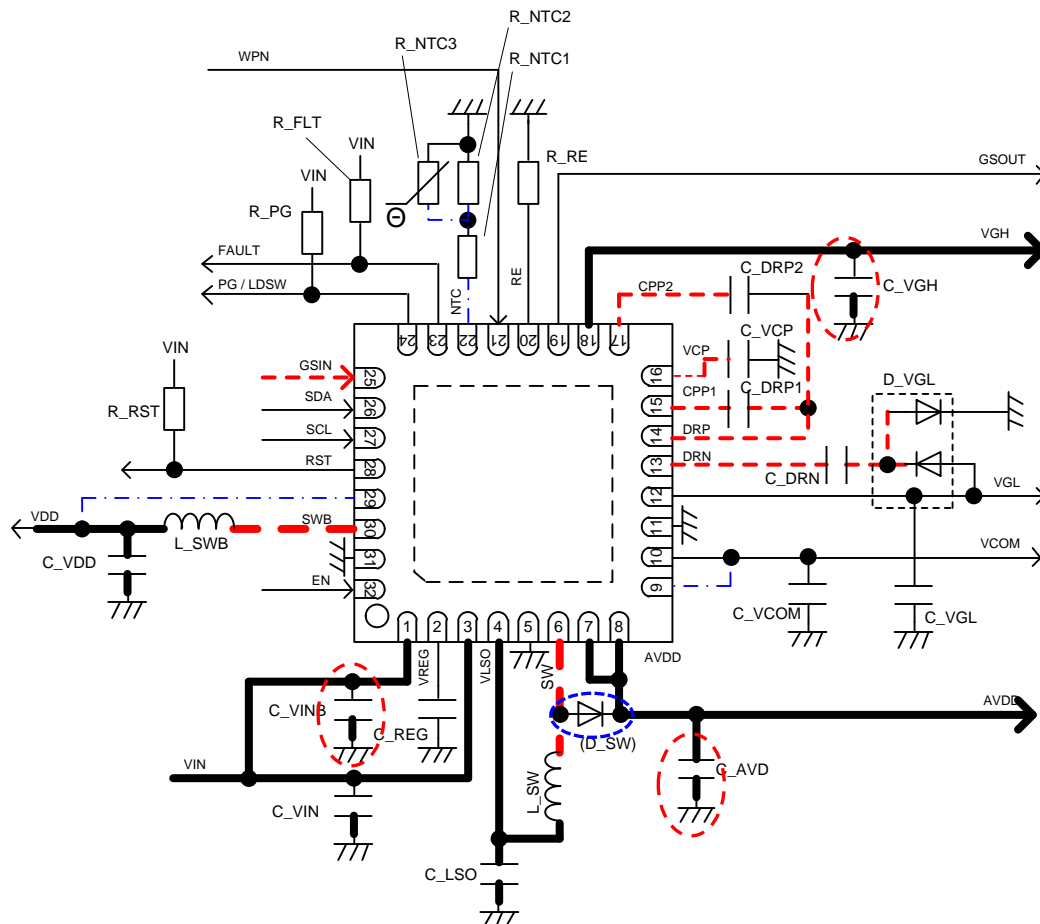 R_NTC2
R_NTC3
R_NTC1
WPN
R_FLT
VIN
R_RE
GSOUT
VIN
R_PG
Θ
VGH
FAULT
C_DRP2
C_VGH
PG / LDSW
NTC
RE
CPP2
24
23
22
21
20
19
18
17
C_VCP
VIN
VCP
GSIN
25
16
D_VGL
C_DRP1
R_RST
SDA
26
15
CPP1
SCL
27
14
DRP
RST
28
13
DRN
C_DRN
29
12
VGL
VDD
SWB
30
11
L_SWB
C_VDD
31
10
VCOM
EN
32
9
C_VCOM
C_VGL
1
2
3
4
5
6
7
8
VREG
VLSO
SW
AVDD
C_VINB
C_REG
AVDD
(D_SW)
VIN
C_AVD
L_SW
C_VIN
C_LSO